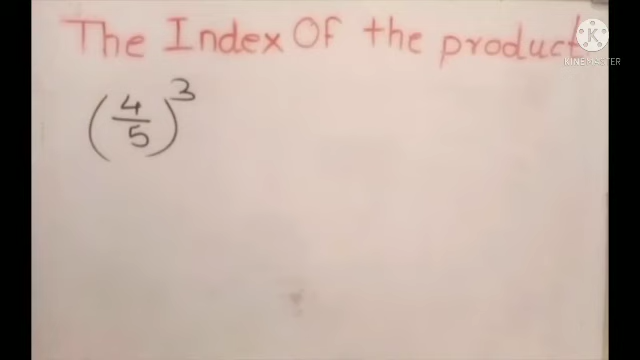 The Index Of the product
KINEMASTER
(4/5)³